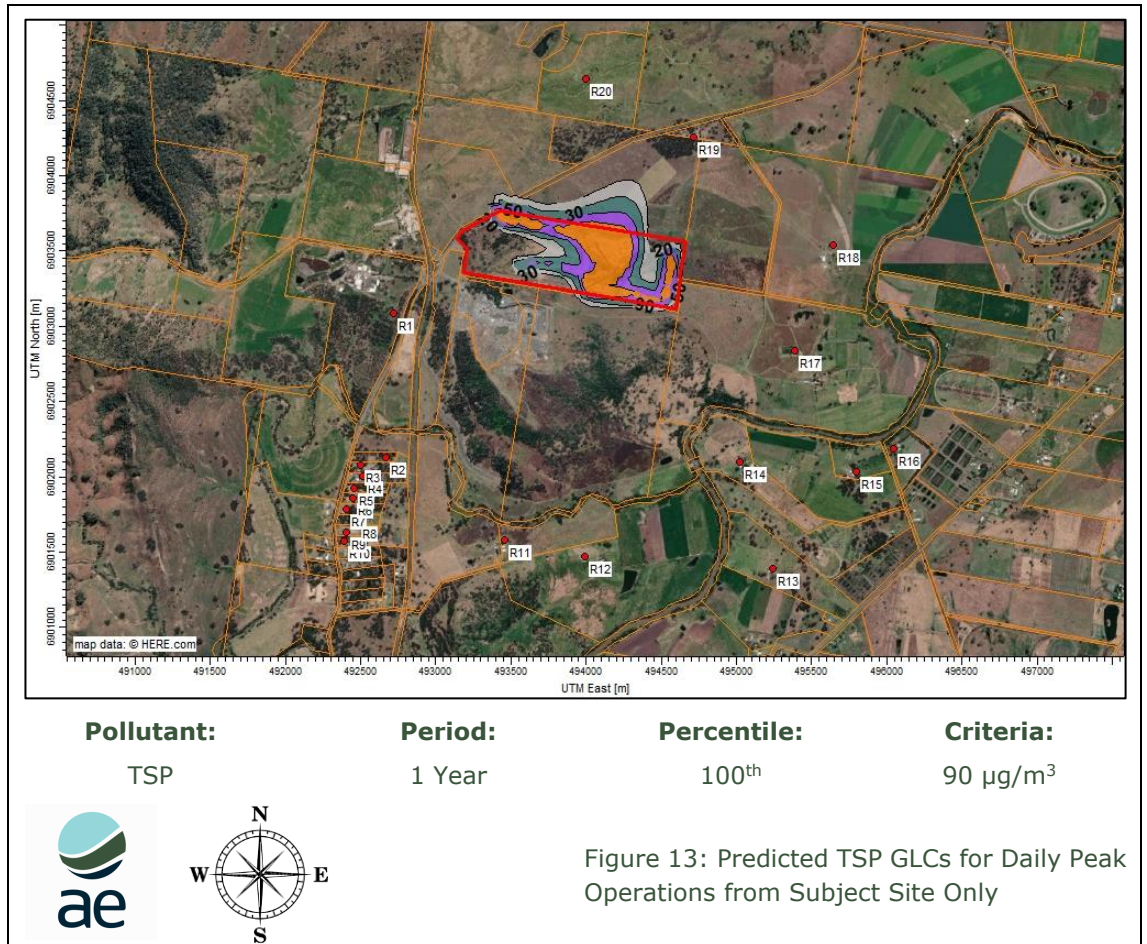 R20
R19
50
30
20
R18
30
30
R1
R17
R2
R3
R4
R5
R6
R7
R8
R9
R10
R14
R16
R15
R11
R12
R13
map data: © HERE.com
UTM North [m]
6904500
6904000
6903500
6903000
6902500
6902000
6901500
6901000
491000 491500 492000 492500 493000 493500 494000 494500 495000 495500 496000 496500 497000
UTM East [m]
Pollutant: Period: Percentile: Criteria:
TSP 1 Year 100th 90 µg/m³
ae
N
W E
S
Figure 13: Predicted TSP GLCs for Daily Peak
Operations from Subject Site Only